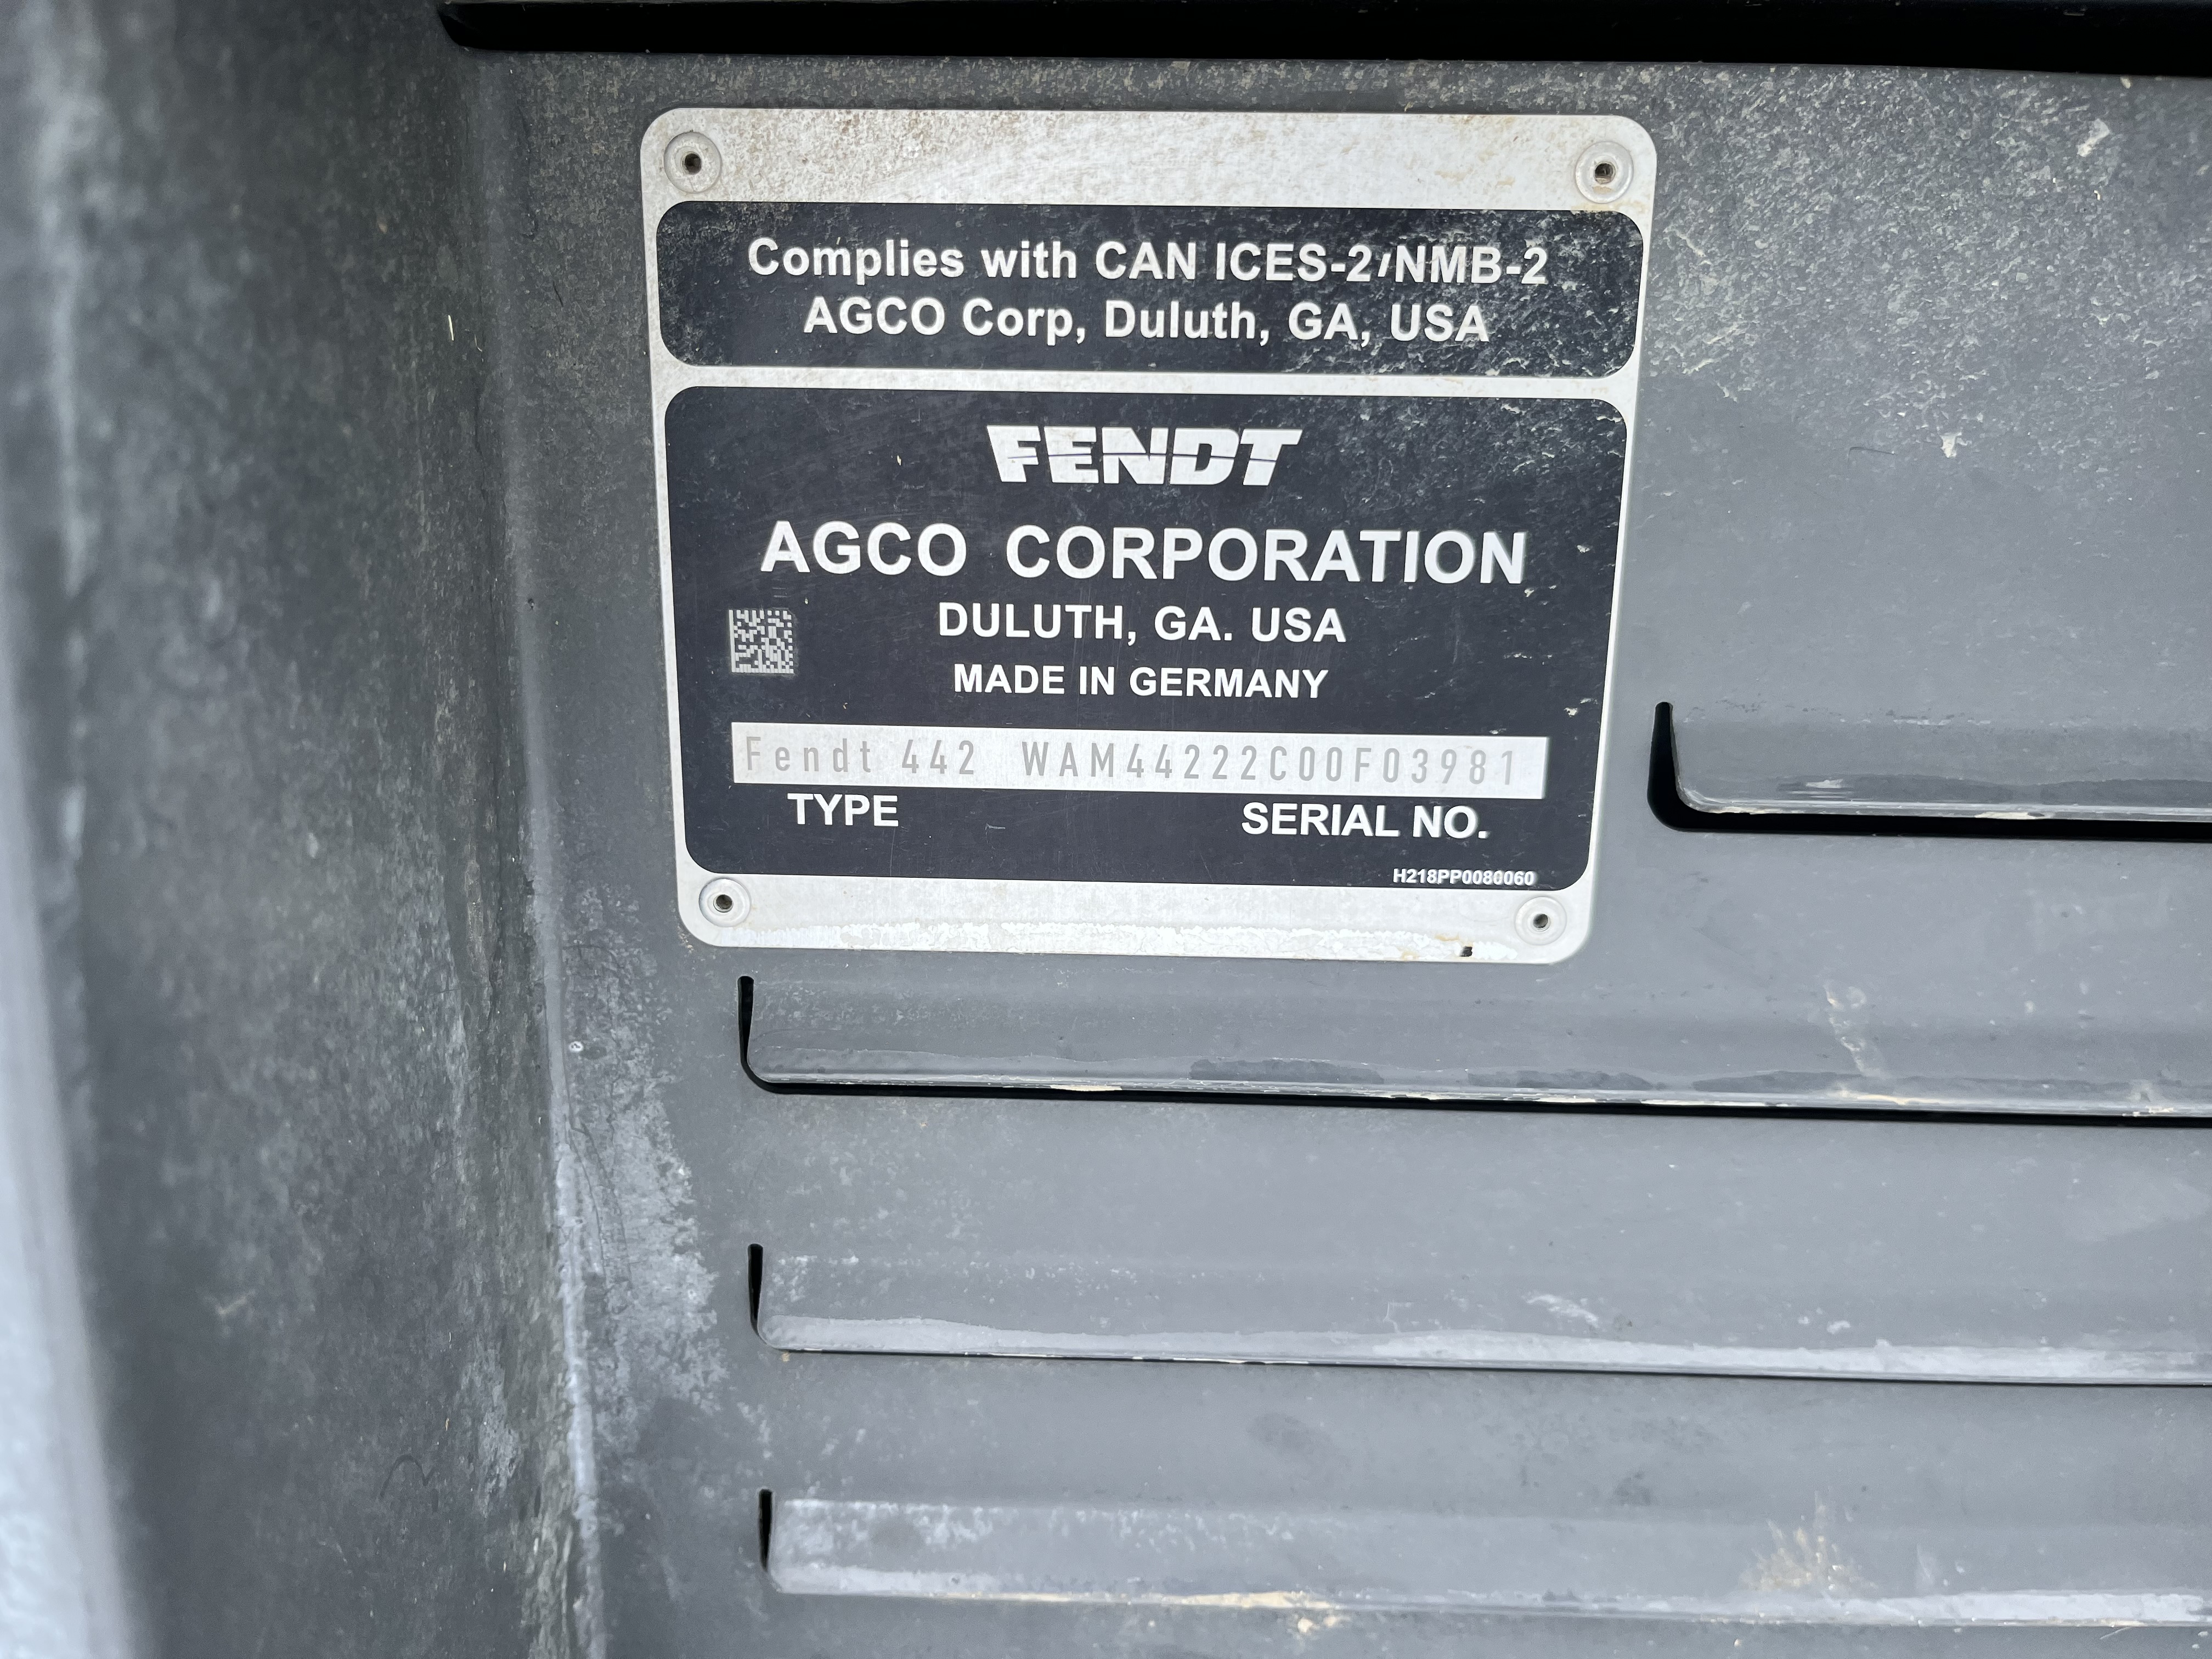 Complies with CAN ICES-2/NMB-2
AGCO Corp, Duluth, GA, USA
FENDT
AGCO CORPORATION
DULUTH, GA. USA
MADE IN GERMANY
Fendt 442 WAM44222C00F03981
TYPE SERIAL NO.
H218PP0080060